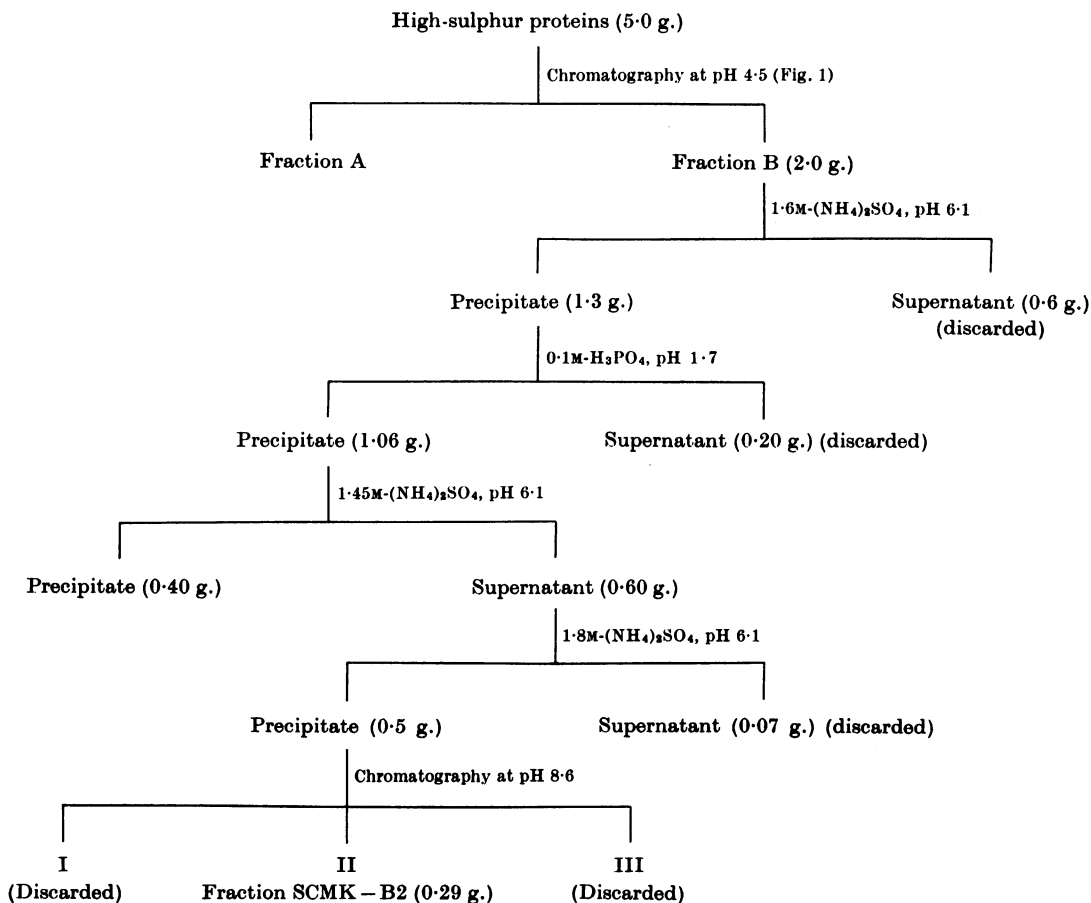 High-sulphur proteins (5·0 g.)
Chromatography at pH 4·5 (Fig. 1)
Fraction A
Fraction B (2·0 g.)
1·6M-(NH₄)₂SO₄, pH 6·1
Precipitate (1·3 g.)
Supernatant (0·6 g.)
(discarded)
0·1M-H₃PO₄, pH 1·7
Precipitate (1·06 g.)
Supernatant (0·20 g.) (discarded)
1·45M-(NH₄)₂SO₄, pH 6·1
Precipitate (0·40 g.)
Supernatant (0·60 g.)
1·8M-(NH₄)₂SO₄, pH 6·1
Precipitate (0·5 g.)
Supernatant (0·07 g.) (discarded)
Chromatography at pH 8·6
I
(Discarded)
II
Fraction SCMK – B2 (0·29 g.)
III
(Discarded)